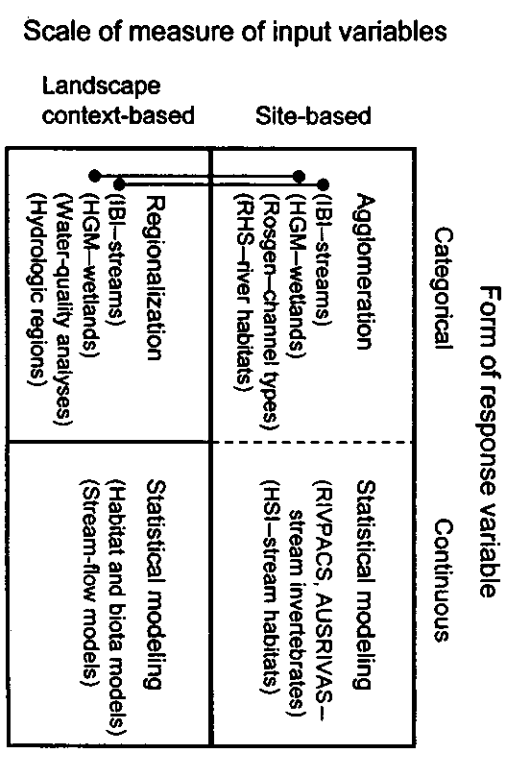 Scale of measure of input variables
Landscape
context-based
Site-based
Form of response variable
Categorical
Continuous
Agglomeration
(IBI–streams)
(HGM–wetlands)
(Rosgen–channel types)
(RHS–river habitats)
Regionalization
(IBI–streams)
(HGM–wetlands)
(Water-quality analyses)
(Hydrologic regions)
Statistical modeling
(RIVPACS, AUSRIVAS–
stream invertebrates)
(HSI–stream habitats)
Statistical modeling
(Habitat and biota models)
(Stream-flow models)